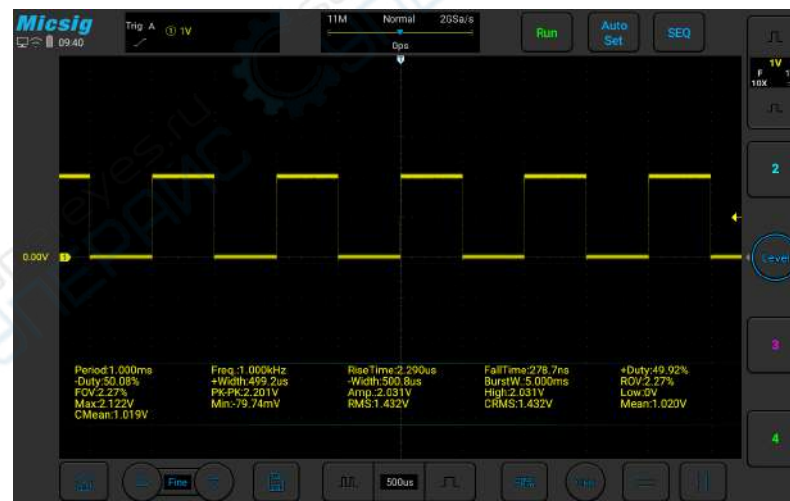 Micsig
09:40
Trig A ① 1V
11M Normal 2GSa/s
0ps
Run
Auto
Set
SEQ
1V
F
10X
T
2
0.00V
1
Level
3
4
Period:1.000ms Freq.:1.000kHz RiseTime:2.290us FallTime:278.7ns +Duty:49.92%
-Duty:50.08% +Width:499.2us -Width:500.8us BurstW.:5.000ms ROV:2.27%
FOV:2.27% PK-PK:2.201V Amp.:2.031V High:2.031V Low:0V
Max:2.122V Min:-79.74mV RMS:1.432V CRMS:1.432V Mean:1.020V
CMean:1.019V
Fine
500us